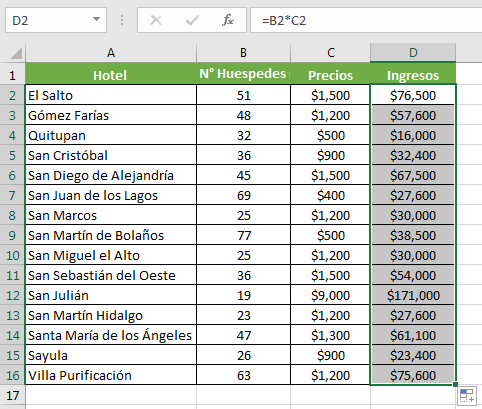 D2 =B2*C2
A B C D
1 Hotel N° Huespedes Precios Ingresos
2 El Salto 51 $1,500 $76,500
3 Gómez Farías 48 $1,200 $57,600
4 Quitupan 32 $500 $16,000
5 San Cristóbal 36 $900 $32,400
6 San Diego de Alejandría 45 $1,500 $67,500
7 San Juan de los Lagos 69 $400 $27,600
8 San Marcos 25 $1,200 $30,000
9 San Martín de Bolaños 77 $500 $38,500
10 San Miguel el Alto 25 $1,200 $30,000
11 San Sebastián del Oeste 36 $1,500 $54,000
12 San Julián 19 $9,000 $171,000
13 San Martín Hidalgo 23 $1,200 $27,600
14 Santa María de los Ángeles 47 $1,300 $61,100
15 Sayula 26 $900 $23,400
16 Villa Purificación 63 $1,200 $75,600
17